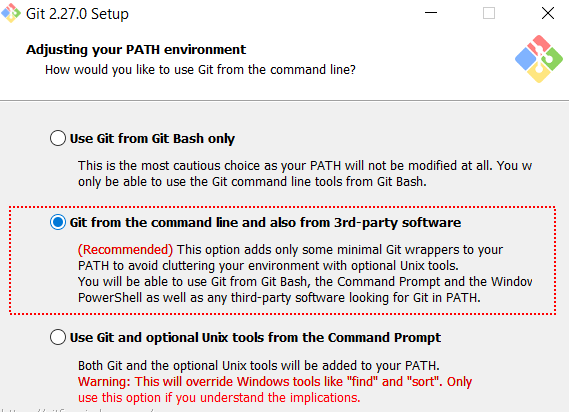 Git 2.27.0 Setup
Adjusting your PATH environment
How would you like to use Git from the command line?
Use Git from Git Bash only
This is the most cautious choice as your PATH will not be modified at all. You w
only be able to use the Git command line tools from Git Bash.
Git from the command line and also from 3rd-party software
(Recommended) This option adds only some minimal Git wrappers to your
PATH to avoid cluttering your environment with optional Unix tools.
You will be able to use Git from Git Bash, the Command Prompt and the Window
PowerShell as well as any third-party software looking for Git in PATH.
Use Git and optional Unix tools from the Command Prompt
Both Git and the optional Unix tools will be added to your PATH.
Warning: This will override Windows tools like "find" and "sort". Only
use this option if you understand the implications.